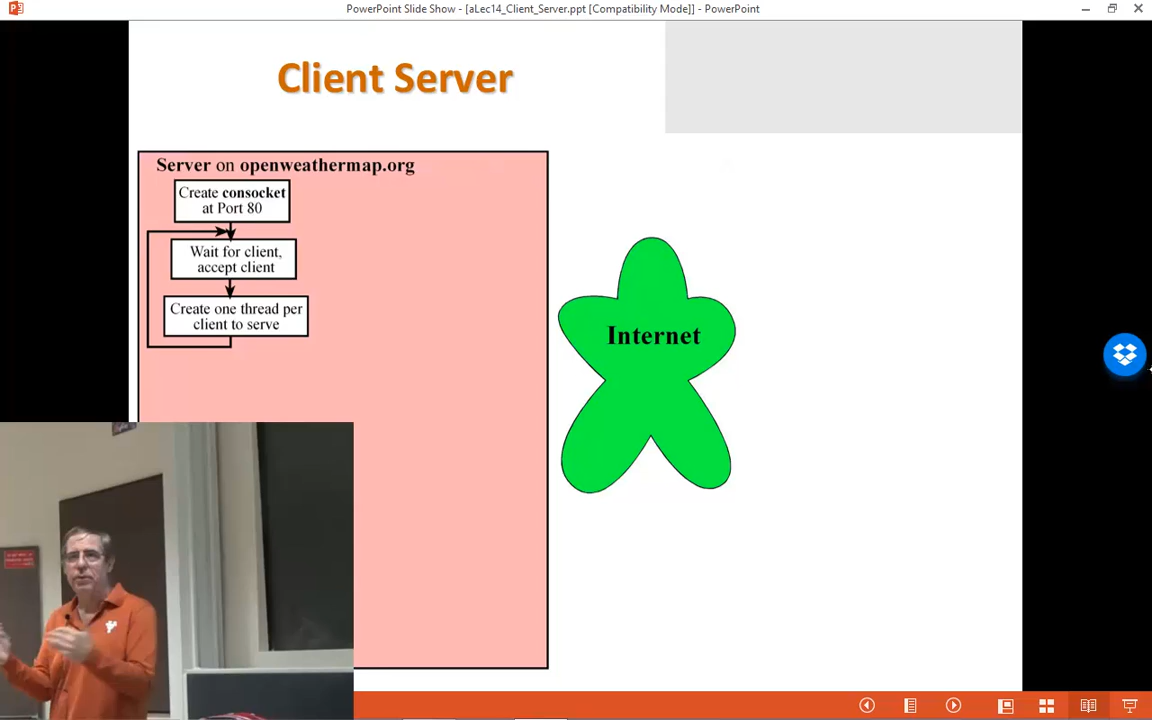 PowerPoint Slide Show - [aLec14_Client_Server.ppt [Compatibility Mode]] - PowerPoint
Client Server
Server on openweathermap.org
Create consocket
at Port 80
Wait for client,
accept client
Create one thread per
client to serve
Internet